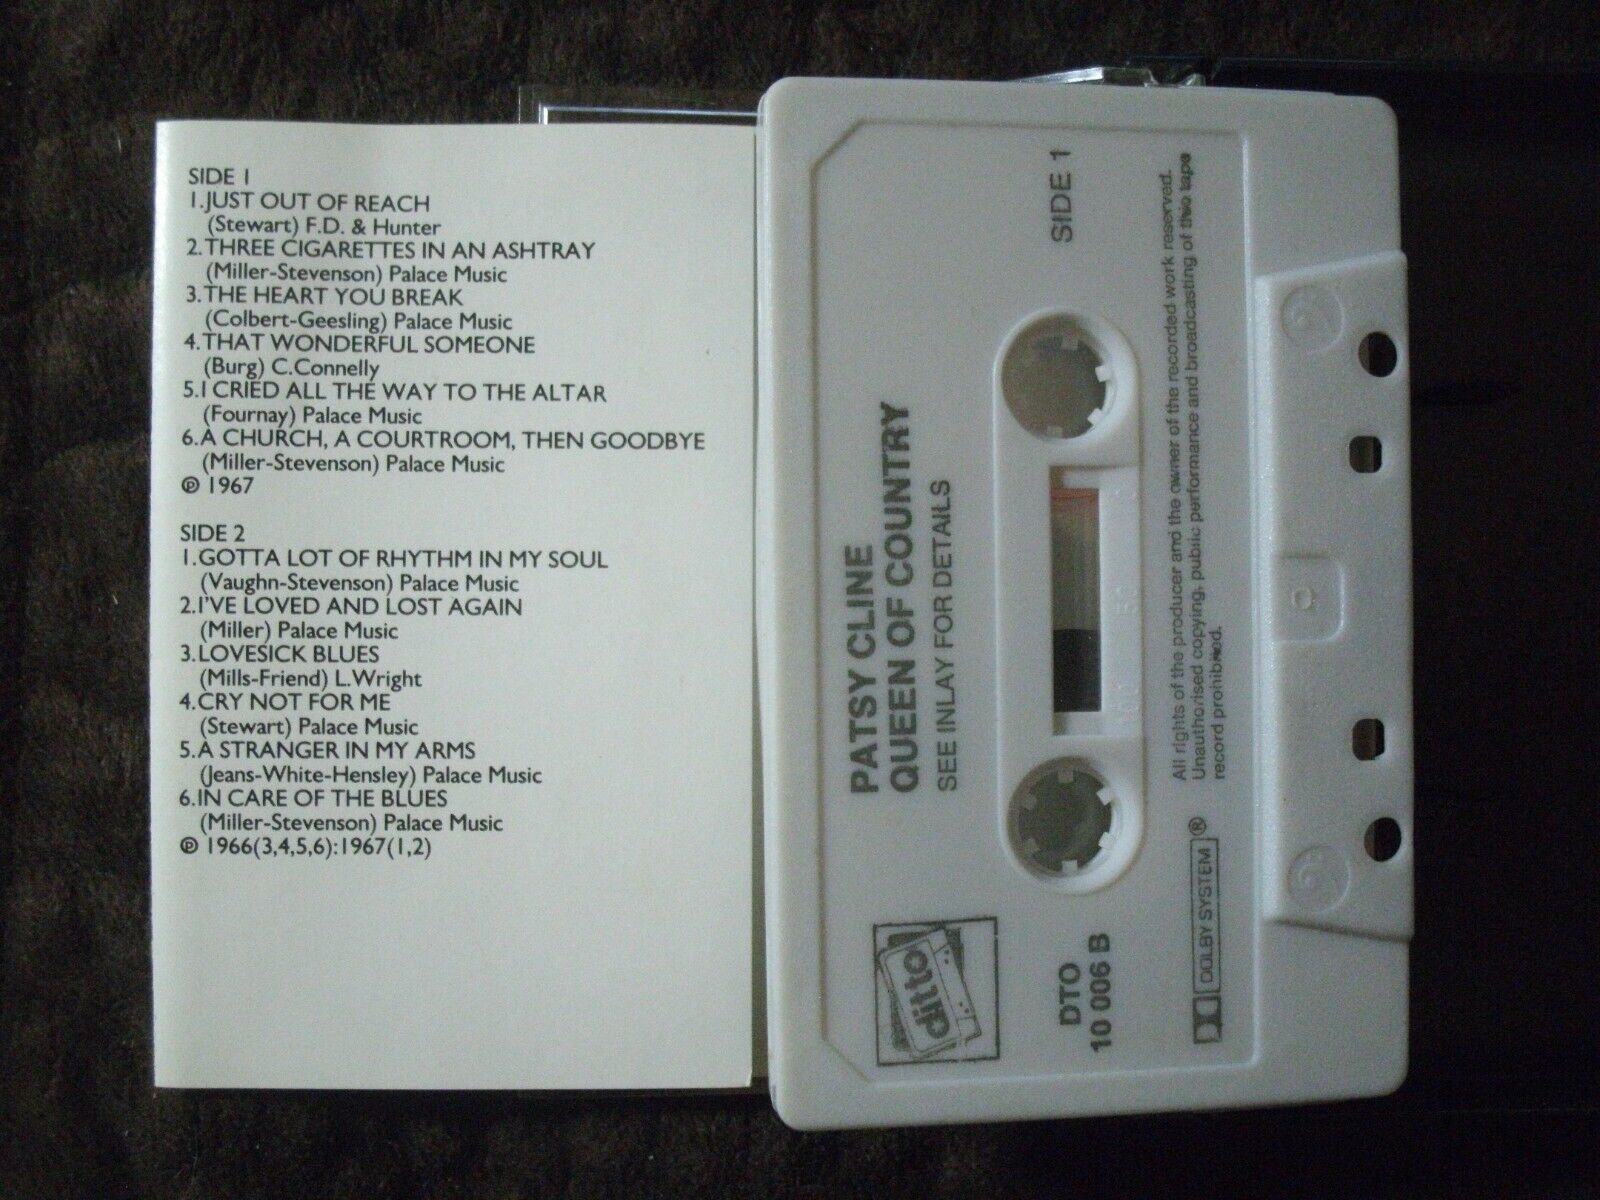 SIDE 1
1.JUST OUT OF REACH
(Stewart) F.D. & Hunter
2.THREE CIGARETTES IN AN ASHTRAY
(Miller-Stevenson) Palace Music
3.THE HEART YOU BREAK
(Colbert-Geesling) Palace Music
4.THAT WONDERFUL SOMEONE
(Burg) C.Connelly
5.I CRIED ALL THE WAY TO THE ALTAR
(Fournay) Palace Music
6.A CHURCH, A COURTROOM, THEN GOODBYE
(Miller-Stevenson) Palace Music
℗ 1967
SIDE 2
1.GOTTA LOT OF RHYTHM IN MY SOUL
(Vaughn-Stevenson) Palace Music
2.I'VE LOVED AND LOST AGAIN
(Miller) Palace Music
3.LOVESICK BLUES
(Mills-Friend) L.Wright
4.CRY NOT FOR ME
(Stewart) Palace Music
5.A STRANGER IN MY ARMS
(Jeans-White-Hensley) Palace Music
6.IN CARE OF THE BLUES
(Miller-Stevenson) Palace Music
℗ 1966(3,4,5,6):1967(1,2)
PATSY CLINE
QUEEN OF COUNTRY
SEE INLAY FOR DETAILS
SIDE 1
ditto
DTO
10 006 B
All rights of the producer and the owner of the recorded work reserved.
Unauthorised copying, public performance and broadcasting of this tape
record prohibited.
DOLBY SYSTEM ®